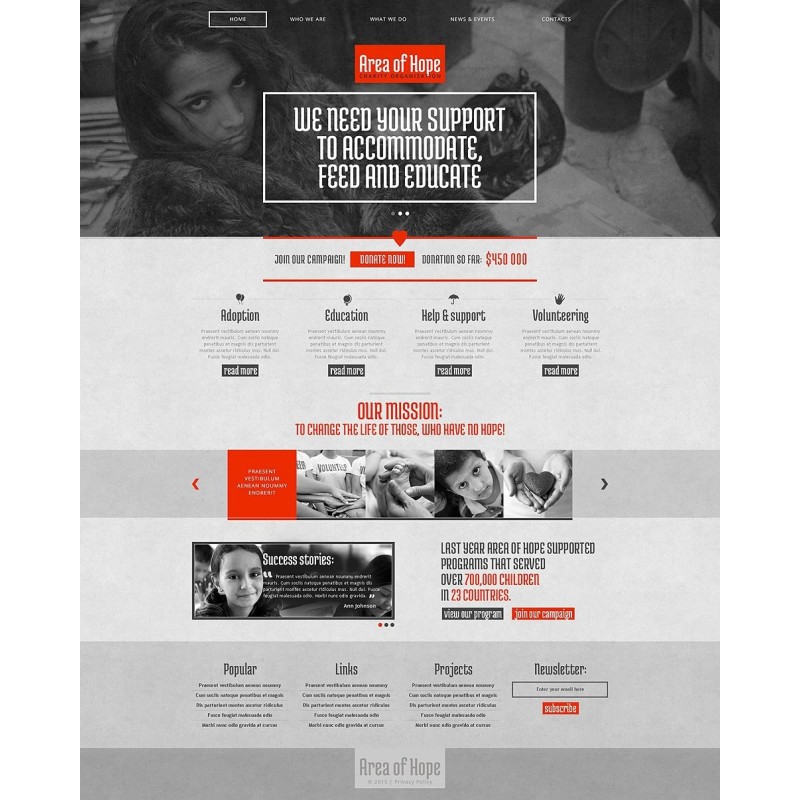 HOME WHO WE ARE WHAT WE DO NEWS & EVENTS CONTACTS
Area of Hope
CHARITY ORGANIZATION
WE NEED YOUR SUPPORT
TO ACCOMMODATE,
FEED AND EDUCATE
JOIN OUR CAMPAIGN! DONATE NOW! DONATION SO FAR: $450 000
Adoption
Praesent vestibulum aenean nonummy
endrerit mauris. Cum sociis natoque
penatibus et magnis dis parturient
montes ascetur ridiculus mus. Null dui.
Fusce feugiat malesuada odio.
read more
Education
Praesent vestibulum aenean nonummy
endrerit mauris. Cum sociis natoque
penatibus et magnis dis parturient
montes ascetur ridiculus mus. Null dui.
Fusce feugiat malesuada odio.
read more
Help & support
Praesent vestibulum aenean nonummy
endrerit mauris. Cum sociis natoque
penatibus et magnis dis parturient
montes ascetur ridiculus mus. Null dui.
Fusce feugiat malesuada odio.
read more
Volunteering
Praesent vestibulum aenean nonummy
endrerit mauris. Cum sociis natoque
penatibus et magnis dis parturient
montes ascetur ridiculus mus. Null dui.
Fusce feugiat malesuada odio.
read more
OUR MISSION:
TO CHANGE THE LIFE OF THOSE, WHO HAVE NO HOPE!
PRAESENT
VESTIBULUM
AENEAN NOUMMY
ENDRERIT
Success stories:
“ Praesent vestibulum aenean nonummy endrerit
mauris. Cum sociis natoque penatibus et magnis dis
parturient montes ascetur ridiculus mus. Null dui. Fusce
feugiat malesuada odio. Morbi nunc odio gravida. ”
Ann Johnson
LAST YEAR AREA OF HOPE SUPPORTED
PROGRAMS THAT SERVED
OVER 700,000 CHILDREN
IN 23 COUNTRIES.
view our program join our campaign
Popular
Praesent vestibulum aenean nonummy
Cum sociis natoque penatibus et magnis
Dis parturient montes ascetur ridiculus
Fusce feugiat malesuada odio
Morbi nunc odio gravida at cursus
Links
Praesent vestibulum aenean nonummy
Cum sociis natoque penatibus et magnis
Dis parturient montes ascetur ridiculus
Fusce feugiat malesuada odio
Morbi nunc odio gravida at cursus
Projects
Praesent vestibulum aenean nonummy
Cum sociis natoque penatibus et magnis
Dis parturient montes ascetur ridiculus
Fusce feugiat malesuada odio
Morbi nunc odio gravida at cursus
Newsletter:
Enter your email here
subscribe
Area of Hope
© 2015 | Privacy Policy